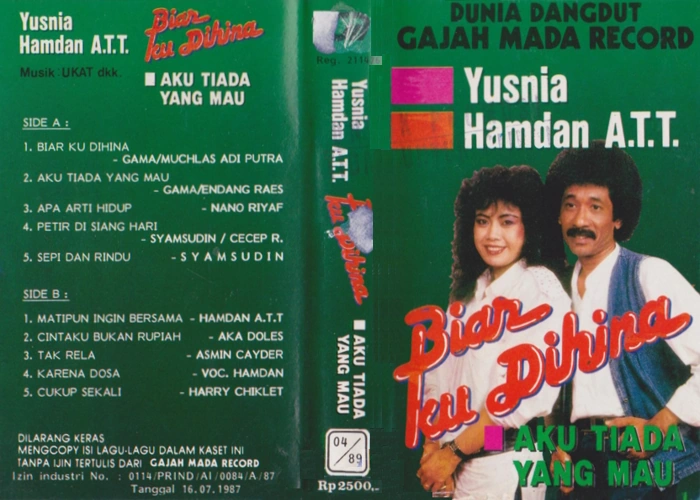 Yusnia
Hamdan A.T.T.
Musik : UKAT dkk.
Biar
ku Dihina
AKU TIADA
YANG MAU
SIDE A :
1. BIAR KU DIHINA
- GAMA/MUCHLAS ADI PUTRA
2. AKU TIADA YANG MAU
- GAMA/ENDANG RAES
3. APA ARTI HIDUP - NANO RIYAF
4. PETIR DI SIANG HARI
- SYAMSUDIN / CECEP R.
5. SEPI DAN RINDU - SYAMSUDIN
SIDE B :
1. MATIPUN INGIN BERSAMA - HAMDAN A.T.T
2. CINTAKU BUKAN RUPIAH - AKA DOLES
3. TAK RELA - ASMIN CAYDER
4. KARENA DOSA - VOC. HAMDAN
5. CUKUP SEKALI - HARRY CHIKLET
DILARANG KERAS
MENGCOPY ISI LAGU-LAGU DALAM KASET INI
TANPA IJIN TERTULIS DARI GAJAH MADA RECORD
Izin industri No. : 0114/PRIND/AI/0084/A/87
Tanggal 16.07.1987
Reg. 2114
Yusnia
Hamdan A.T.T.
Biar
ku Dihina
AKU TIADA
YANG MAU
04/89
Rp2500,-
DUNIA DANGDUT
GAJAH MADA RECORD
Yusnia
Hamdan A.T.T.
Biar
ku Dihina
AKU TIADA
YANG MAU